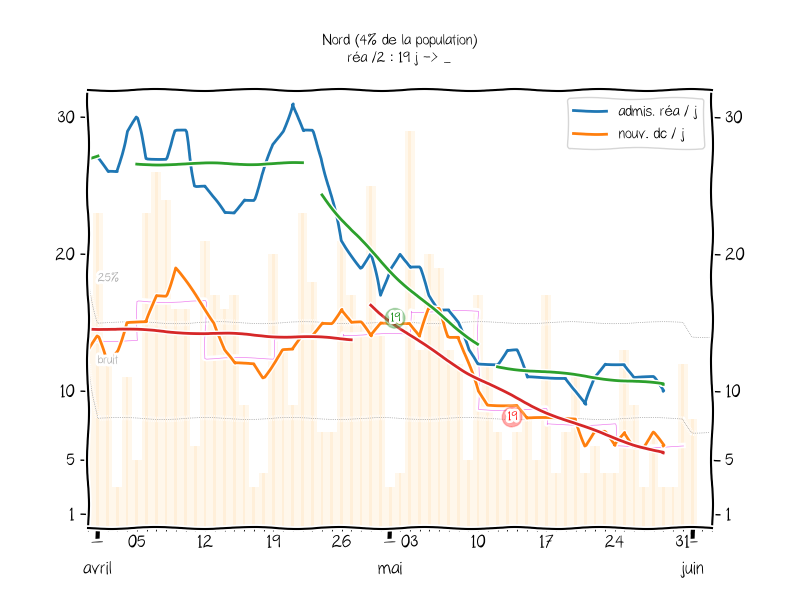 Nord (4% de la population)
réa /2 : 19 j -> _
admis. réa / j
nouv. dc / j
30
30
20
20
25%
19
bruit
10
10
19
5
5
1
1
05
12
19
26
03
10
17
24
31
avril
mai
juin